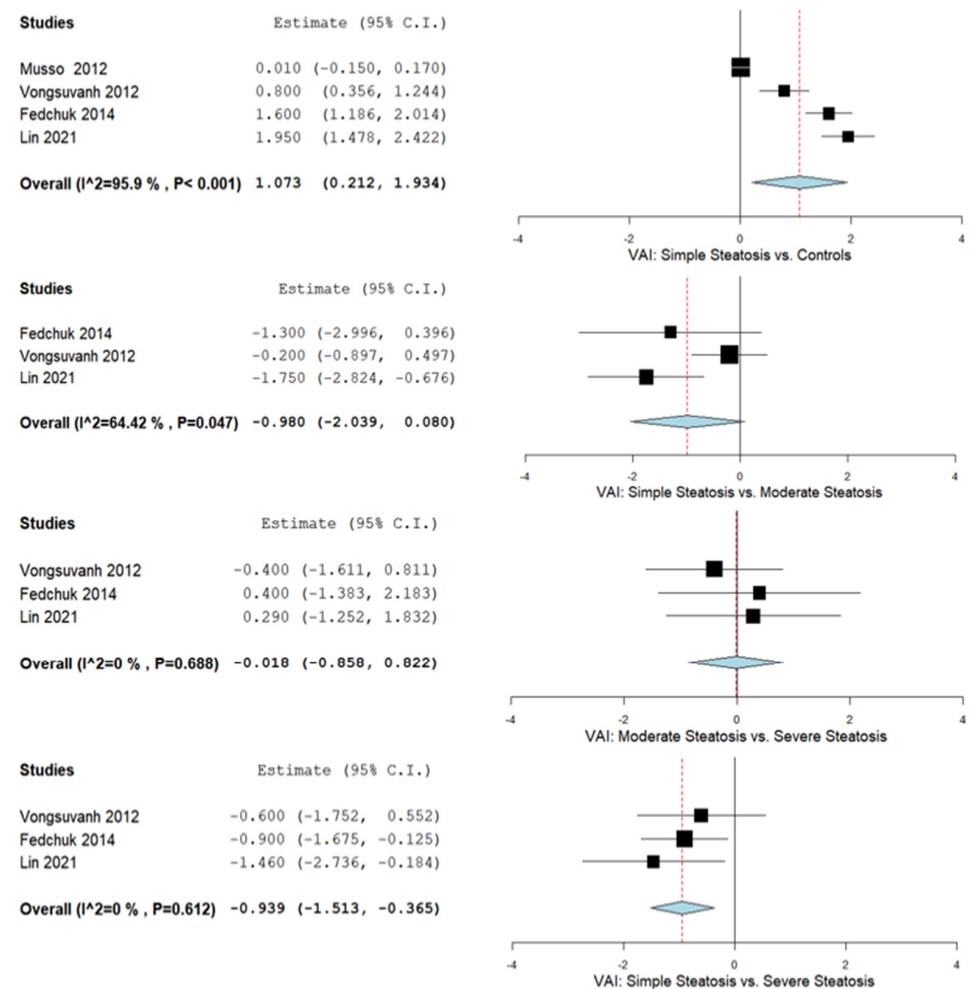 Studies Estimate (95% C.I.)
Musso 2012 0.010 (-0.150, 0.170)
Vongsuvanh 2012 0.800 (0.356, 1.244)
Fedchuk 2014 1.600 (1.186, 2.014)
Lin 2021 1.950 (1.478, 2.422)
Overall (I^2=95.9 % , P< 0.001) 1.073 (0.212, 1.934)
-4 -2 0 2 4
VAI: Simple Steatosis vs. Controls
Studies Estimate (95% C.I.)
Fedchuk 2014 -1.300 (-2.996, 0.396)
Vongsuvanh 2012 -0.200 (-0.897, 0.497)
Lin 2021 -1.750 (-2.824, -0.676)
Overall (I^2=64.42 % , P=0.047) -0.980 (-2.039, 0.080)
-4 -2 0 2 4
VAI: Simple Steatosis vs. Moderate Steatosis
Studies Estimate (95% C.I.)
Vongsuvanh 2012 -0.400 (-1.611, 0.811)
Fedchuk 2014 0.400 (-1.383, 2.183)
Lin 2021 0.290 (-1.252, 1.832)
Overall (I^2=0 % , P=0.688) -0.018 (-0.858, 0.822)
-4 -2 0 2 4
VAI: Moderate Steatosis vs. Severe Steatosis
Studies Estimate (95% C.I.)
Vongsuvanh 2012 -0.600 (-1.752, 0.552)
Fedchuk 2014 -0.900 (-1.675, -0.125)
Lin 2021 -1.460 (-2.736, -0.184)
Overall (I^2=0 % , P=0.612) -0.939 (-1.513, -0.365)
-4 -2 0 2 4
VAI: Simple Steatosis vs. Severe Steatosis